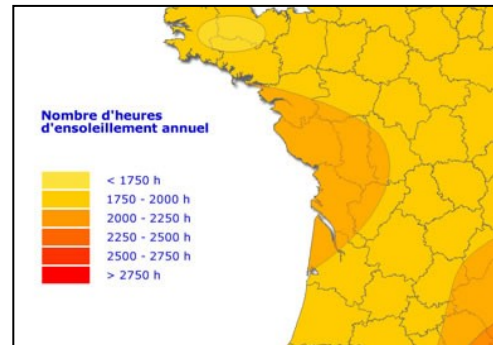 Nombre d'heures
d'ensoleillement annuel
< 1750 h
1750 - 2000 h
2000 - 2250 h
2250 - 2500 h
2500 - 2750 h
> 2750 h